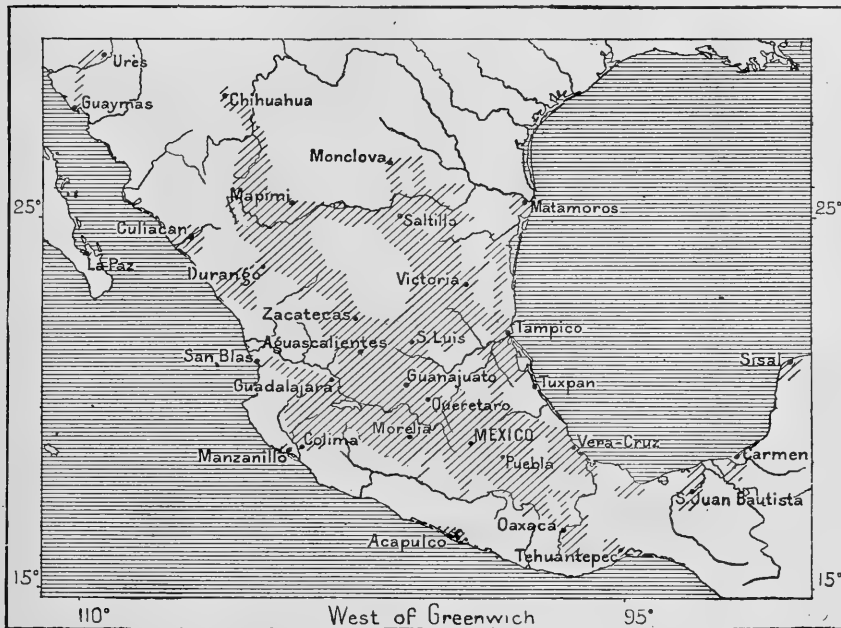 Ures
Guaymas
Chihuahua
Monclova
Mapimi
Matamoros
25°
25°
Saltillo
Culiacan
La Paz
Durango
Victoria
Zacatecas
S. Luis
Tampico
Aguascalientes
San Blas
Sisal
Guadalajara
Guanajuato
Tuxpan
Queretaro
Morelia
MEXICO
Vera-Cruz
Colima
Manzanillo
Puebla
Carmen
S. Juan Bautista
Oaxaca
Acapulco
Tehuantepec
15°
15°
110°
West of Greenwich
95°